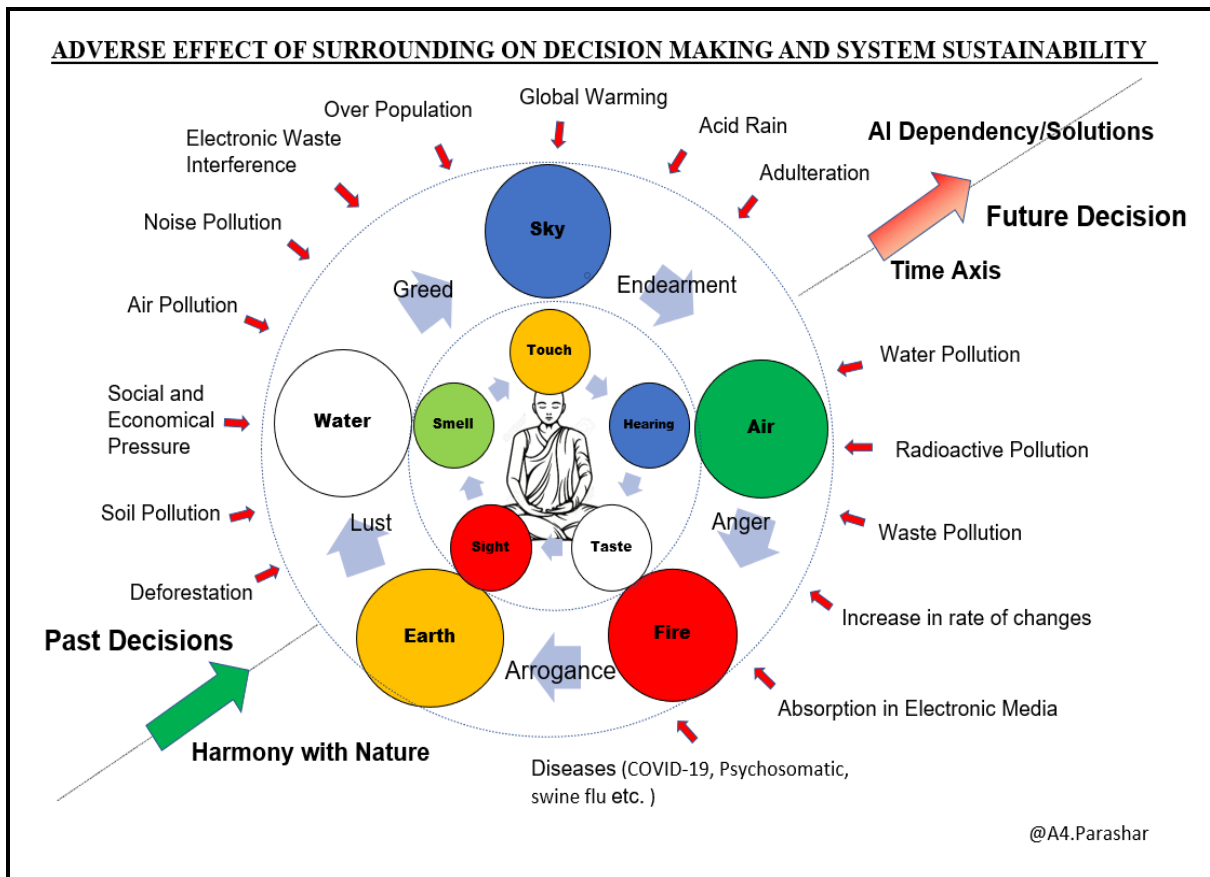 ADVERSE EFFECT OF SURROUNDING ON DECISION MAKING AND SYSTEM SUSTAINABILITY
Global Warming
Over Population
Acid Rain
AI Dependency/Solutions
Electronic Waste
Interference
Adulteration
Noise Pollution
Future Decision
Sky
Time Axis
Greed
Endearment
Air Pollution
Touch
Water Pollution
Social and
Economical
Pressure
Water
Smell
Hearing
Air
Radioactive Pollution
Soil Pollution
Lust
Anger
Waste Pollution
Sight
Taste
Deforestation
Increase in rate of changes
Past Decisions
Earth
Fire
Arrogance
Absorption in Electronic Media
Harmony with Nature
Diseases (COVID-19, Psychosomatic,
swine flu etc. )
@A4.Parashar